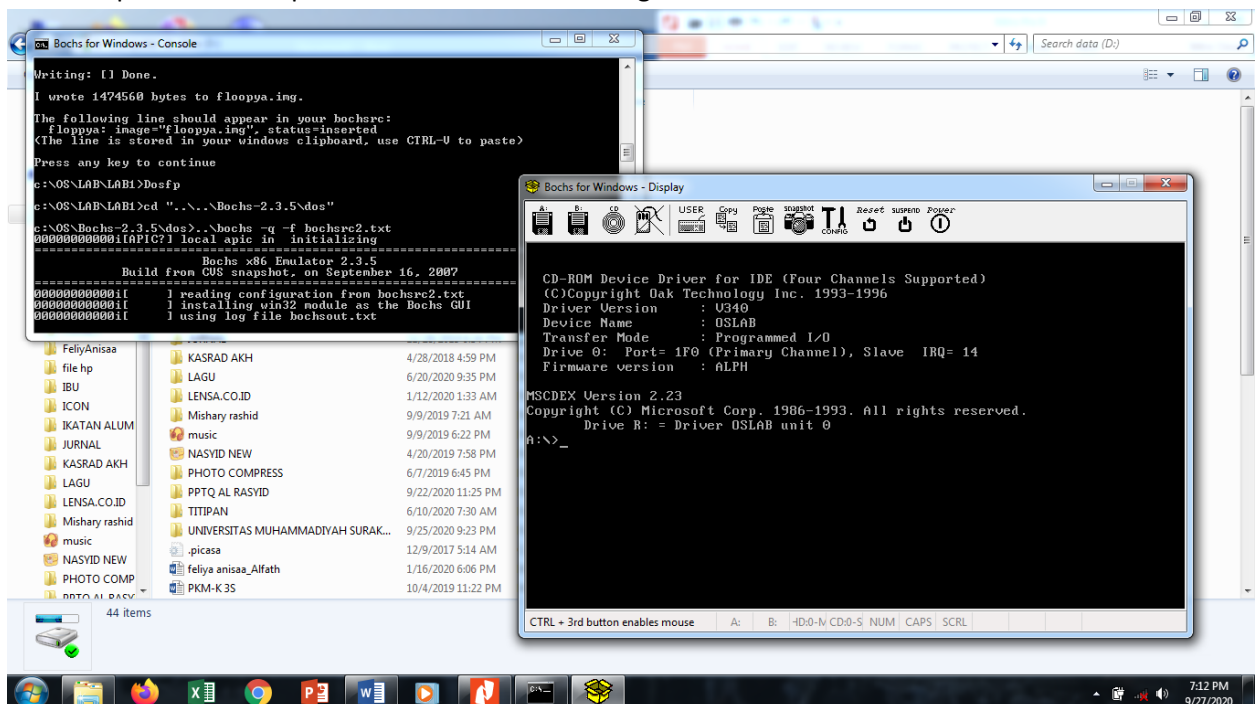 Search data (D:)
Bochs for Windows - Console
Writing: [] Done.
I wrote 1474560 bytes to floopya.img.
The following line should appear in your bochsrc:
floppya: image="floopya.img", status=inserted
(The line is stored in your windows clipboard, use CTRL-V to paste)
Press any key to continue
c:\OS\LAB\LAB1>Dosfp
c:\OS\LAB\LAB1>cd "..\..\Bochs-2.3.5\dos"
c:\OS\Bochs-2.3.5\dos>..\bochs -q -f bochsrc2.txt
00000000000i[APIC?] local apic in initializing
========================================================================
Bochs x86 Emulator 2.3.5
Build from CVS snapshot, on September 16, 2007
========================================================================
00000000000i[     ] reading configuration from bochsrc2.txt
00000000000i[     ] installing win32 module as the Bochs GUI
00000000000i[     ] using log file bochsout.txt
Bochs for Windows - Display
A: B: CD USER Copy Paste snapshot CONFIG Reset SUSPEND Power
CD-ROM Device Driver for IDE (Four Channels Supported)
(C)Copyright Oak Technology Inc. 1993-1996
Driver Version : V340
Device Name : OSLAB
Transfer Mode : Programmed I/O
Drive 0: Port= 1F0 (Primary Channel), Slave IRQ= 14
Firmware version : ALPH
MSCDEX Version 2.23
Copyright (C) Microsoft Corp. 1986-1993. All rights reserved.
Drive R: = Driver OSLAB unit 0
A:\>_
CTRL + 3rd button enables mouse A: B: HD:0-M CD:0-S NUM CAPS SCRL
FeliyAnisaa
file hp
IBU
ICON
IKATAN ALUM
JURNAL
KASRAD AKH
LAGU
LENSA.CO.ID
Mishary rashid
music
NASYID NEW
PHOTO COMP
KASRAD AKH 4/28/2018 4:59 PM
LAGU 6/20/2020 9:35 PM
LENSA.CO.ID 1/12/2020 1:33 AM
Mishary rashid 9/9/2019 7:21 AM
music 9/9/2019 6:22 PM
NASYID NEW 4/20/2019 7:58 PM
PHOTO COMPRESS 6/7/2019 6:45 PM
PPTQ AL RASYID 9/22/2020 11:25 PM
TITIPAN 6/10/2020 7:30 AM
UNIVERSITAS MUHAMMADIYAH SURAK... 9/25/2020 9:23 PM
.picasa 12/9/2017 5:14 AM
feliya anisaa_Alfath 1/16/2020 6:06 PM
PKM-K 3S 10/4/2019 11:22 PM
44 items
7:12 PM
9/27/2020